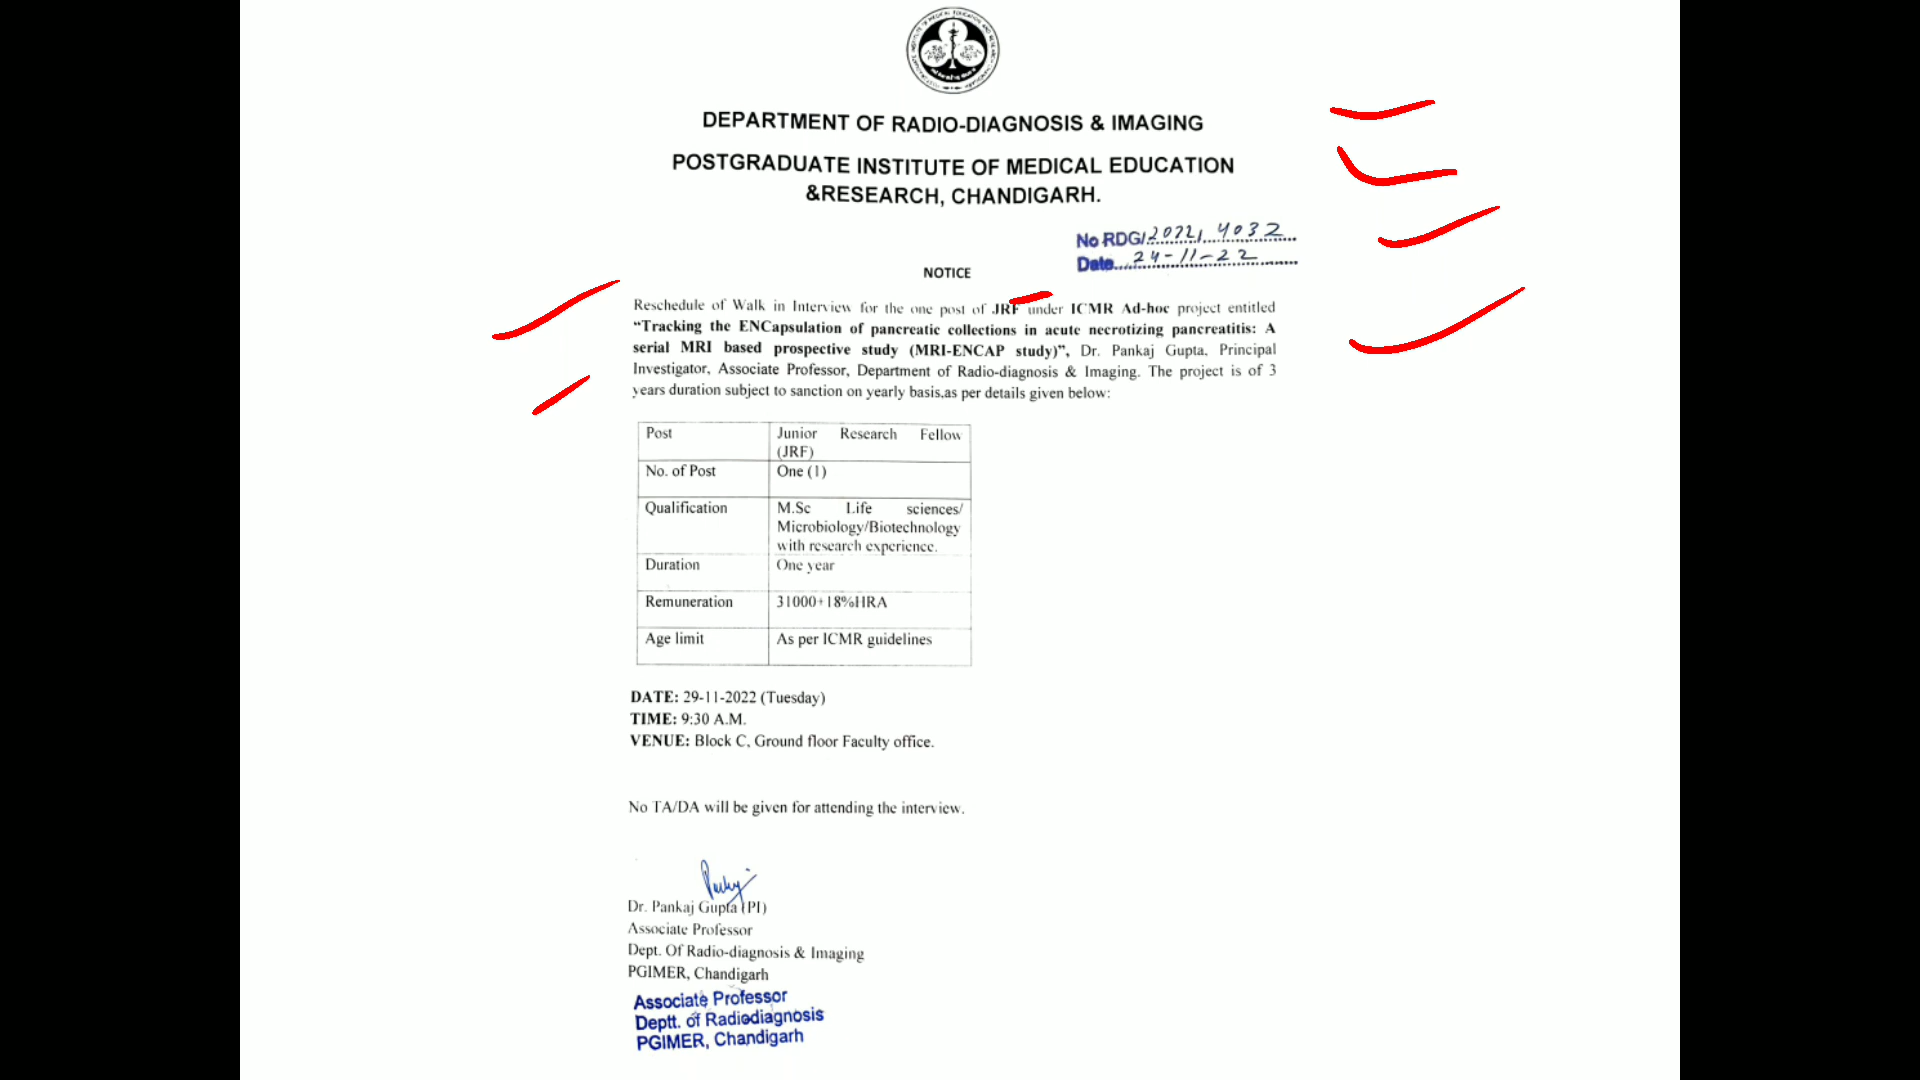 DEPARTMENT OF RADIO-DIAGNOSIS & IMAGING
POSTGRADUATE INSTITUTE OF MEDICAL EDUCATION
&RESEARCH, CHANDIGARH.
No RDG/2022/4032
Date....24-11-22
NOTICE
Reschedule of Walk in Interview for the one post of JRF under ICMR Ad-hoc project entitled
“Tracking the ENCapsulation of pancreatic collections in acute necrotizing pancreatitis: A
serial MRI based prospective study (MRI-ENCAP study)”, Dr. Pankaj Gupta. Principal
Investigator, Associate Professor, Department of Radio-diagnosis & Imaging. The project is of 3
years duration subject to sanction on yearly basis.as per details given below:
Post Junior Research Fellow
(JRF)
No. of Post One (1)
Qualification M.Sc Life sciences/
Microbiology/Biotechnology
with research experience.
Duration One year
Remuneration 31000+18%HRA
Age limit As per ICMR guidelines
DATE: 29-11-2022 (Tuesday)
TIME: 9:30 A.M.
VENUE: Block C, Ground floor Faculty office.
No TA/DA will be given for attending the interview.
Dr. Pankaj Gupta (PI)
Associate Professor
Dept. Of Radio-diagnosis & Imaging
PGIMER, Chandigarh
Associate Professor
Deptt. of Radiodiagnosis
PGIMER, Chandigarh